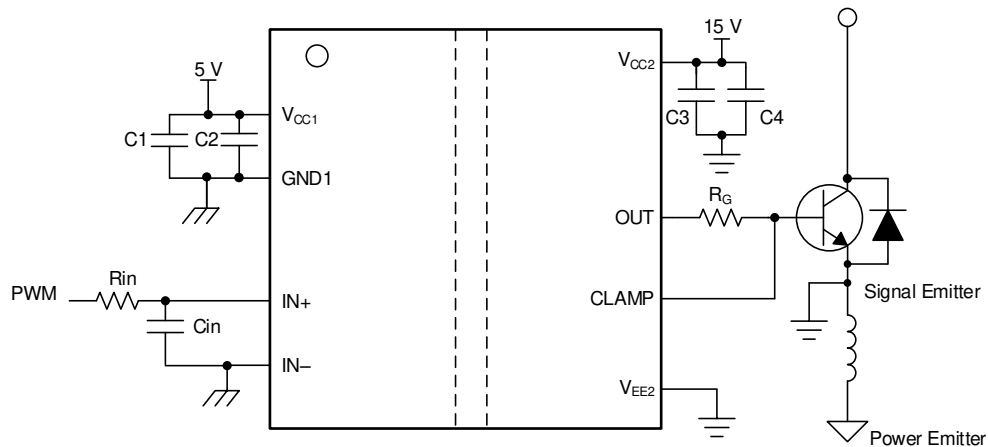 15 V
5 V
VCC2
VCC1
C1
C2
C3
C4
GND1
OUT
RG
PWM
Rin
IN+
CLAMP
Signal Emitter
Cin
IN–
VEE2
Power Emitter